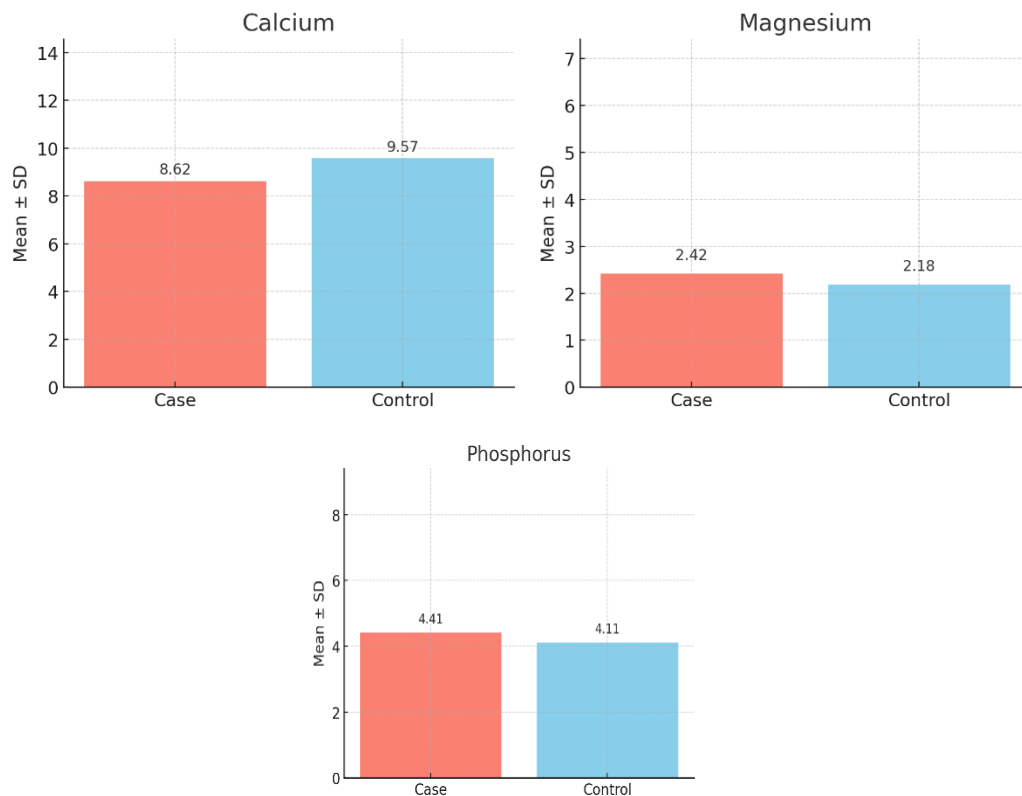 Calcium
14
12
10
8
6
4
2
0
Mean ± SD
8.62
9.57
Case
Control
Magnesium
7
6
5
4
3
2
1
0
Mean ± SD
2.42
2.18
Case
Control
Phosphorus
8
6
4
2
0
Mean ± SD
4.41
4.11
Case
Control